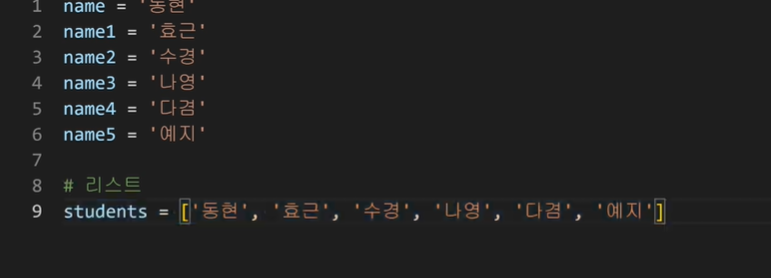 1 name = '동현'
2 name1 = '효근'
3 name2 = '수경'
4 name3 = '나영'
5 name4 = '다겸'
6 name5 = '예지'
7
8 # 리스트
9 students = ['동현', '효근', '수경', '나영', '다겸', '예지']